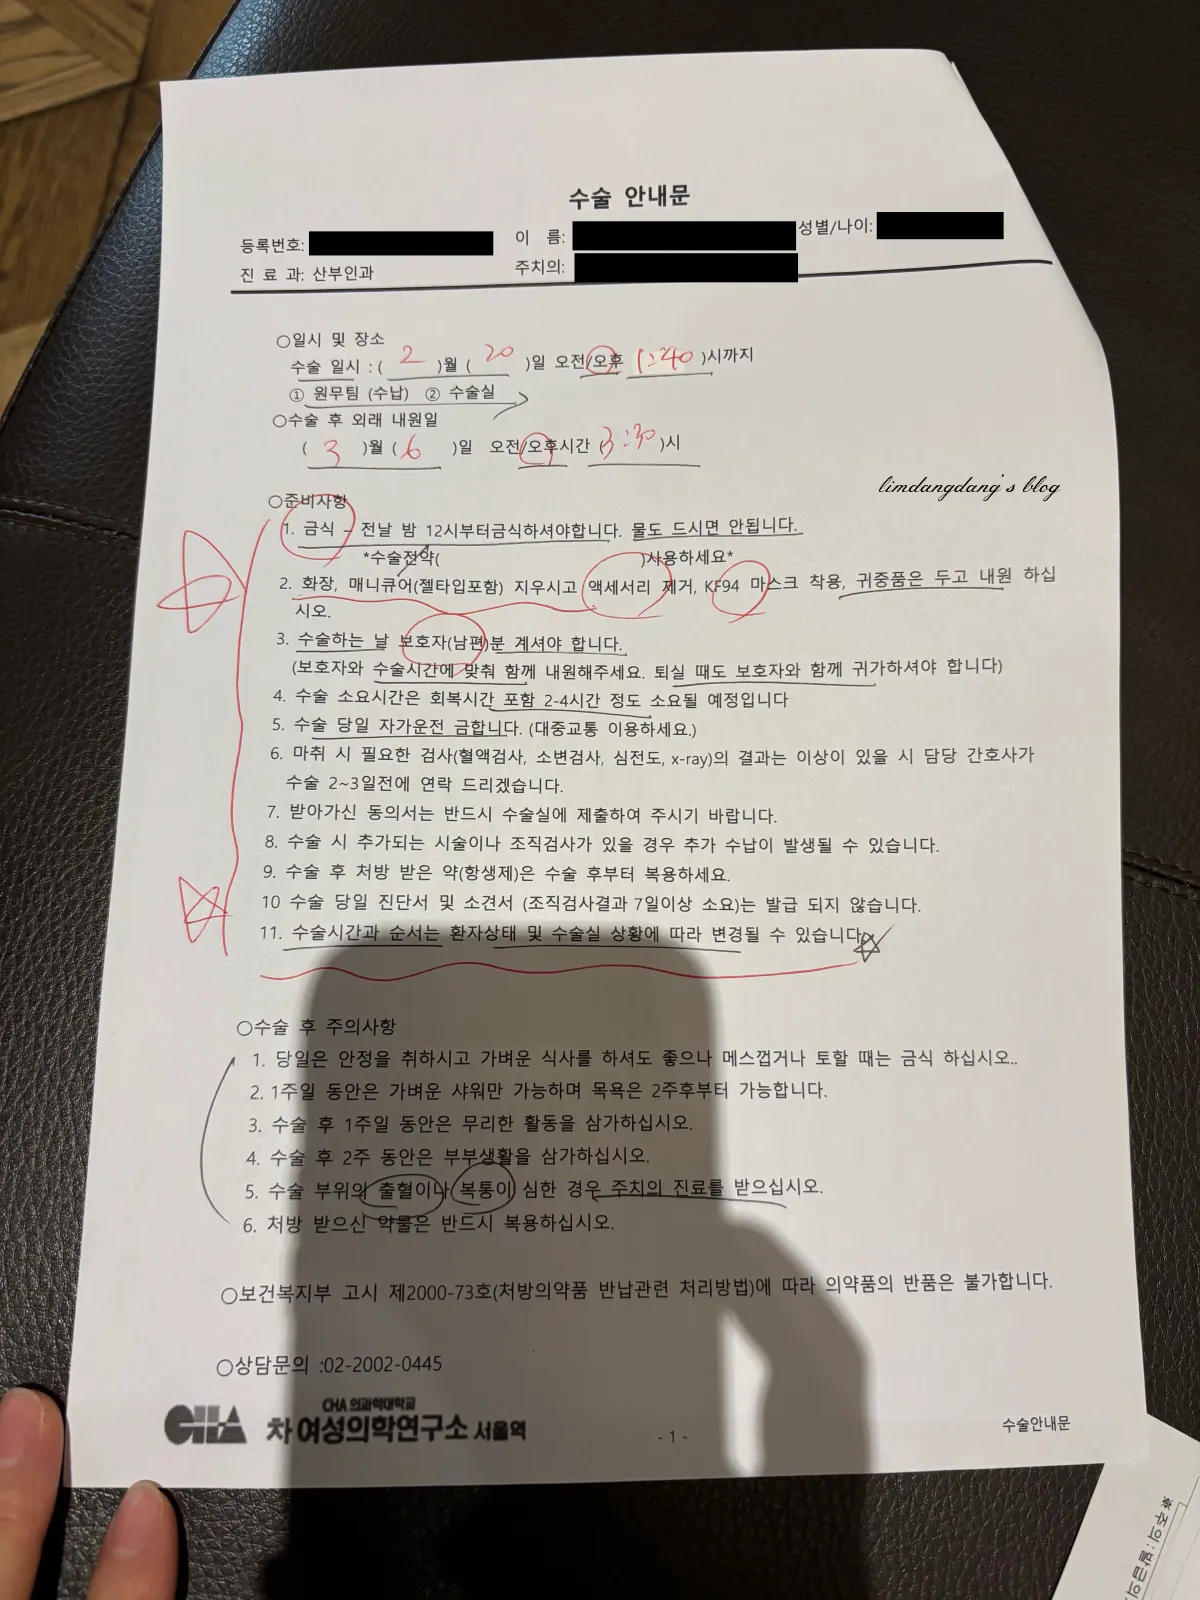 수술 안내문
등록번호: 이 름: 성별/나이:
진 료 과: 산부인과 주치의:
○일시 및 장소
수술 일시 : ( 2 )월 ( 20 )일 오전/오후 1:40 )시까지
① 원무팀 (수납) ② 수술실
○수술 후 외래 내원일
( 3 )월 ( 6 )일 오전/오후시간 (3:30 )시
limdangdang's blog
○준비사항
1. 금식 – 전날 밤 12시부터금식하셔야합니다. 물도 드시면 안됩니다.
*수술전약( )사용하세요*
2. 화장, 매니큐어(젤타입포함) 지우시고 액세서리 제거, KF94 마스크 착용, 귀중품은 두고 내원 하십
시오.
3. 수술하는 날 보호자(남편)분 계셔야 합니다.
(보호자와 수술시간에 맞춰 함께 내원해주세요. 퇴실 때도 보호자와 함께 귀가하셔야 합니다)
4. 수술 소요시간은 회복시간 포함 2-4시간 정도 소요될 예정입니다
5. 수술 당일 자가운전 금합니다. (대중교통 이용하세요.)
6. 마취 시 필요한 검사(혈액검사, 소변검사, 심전도, x-ray)의 결과는 이상이 있을 시 담당 간호사가
수술 2~3일전에 연락 드리겠습니다.
7. 받아가신 동의서는 반드시 수술실에 제출하여 주시기 바랍니다.
8. 수술 시 추가되는 시술이나 조직검사가 있을 경우 추가 수납이 발생될 수 있습니다.
9. 수술 후 처방 받은 약(항생제)은 수술 후부터 복용하세요.
10 수술 당일 진단서 및 소견서 (조직검사결과 7일이상 소요)는 발급 되지 않습니다.
11. 수술시간과 순서는 환자상태 및 수술실 상황에 따라 변경될 수 있습니다.
○수술 후 주의사항
1. 당일은 안정을 취하시고 가벼운 식사를 하셔도 좋으나 메스껍거나 토할 때는 금식 하십시오..
2. 1주일 동안은 가벼운 샤워만 가능하며 목욕은 2주후부터 가능합니다.
3. 수술 후 1주일 동안은 무리한 활동을 삼가하십시오.
4. 수술 후 2주 동안은 부부생활을 삼가하십시오.
5. 수술 부위의 출혈이나 복통이 심한 경우 주치의 진료를 받으십시오.
6. 처방 받으신 약물은 반드시 복용하십시오.
○보건복지부 고시 제2000-73호(처방의약품 반납관련 처리방법)에 따라 의약품의 반품은 불가합니다.
○상담문의 :02-2002-0445
CHA CHA 의과학대학교
차 여성의학연구소 서울역
- 1 -
수술안내문